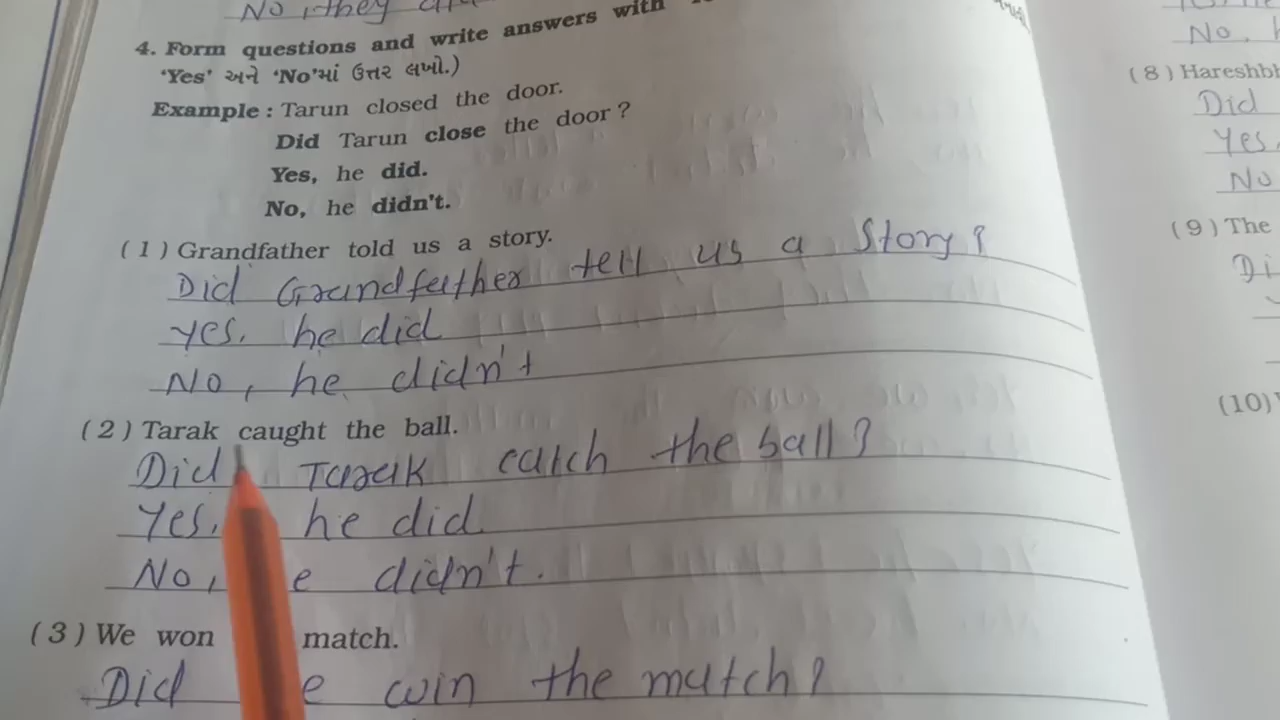 No, they
4. Form questions and write answers with
'Yes' અને 'No'માં ઉત્તર લખો.)
Example : Tarun closed the door.
Did Tarun close the door ?
Yes, he did.
No, he didn't.
(1) Grandfather told us a story.
Did Grandfather tell us a story?
Yes. he did
No, he didn't
(2) Tarak caught the ball.
Did Tarak catch the ball?
Yes. he did
No, e didn't.
(3) We won match.
Did e win the match?
No.
(8) Hareshbh
Did
Yes.
No
(9) The
Di
(10)